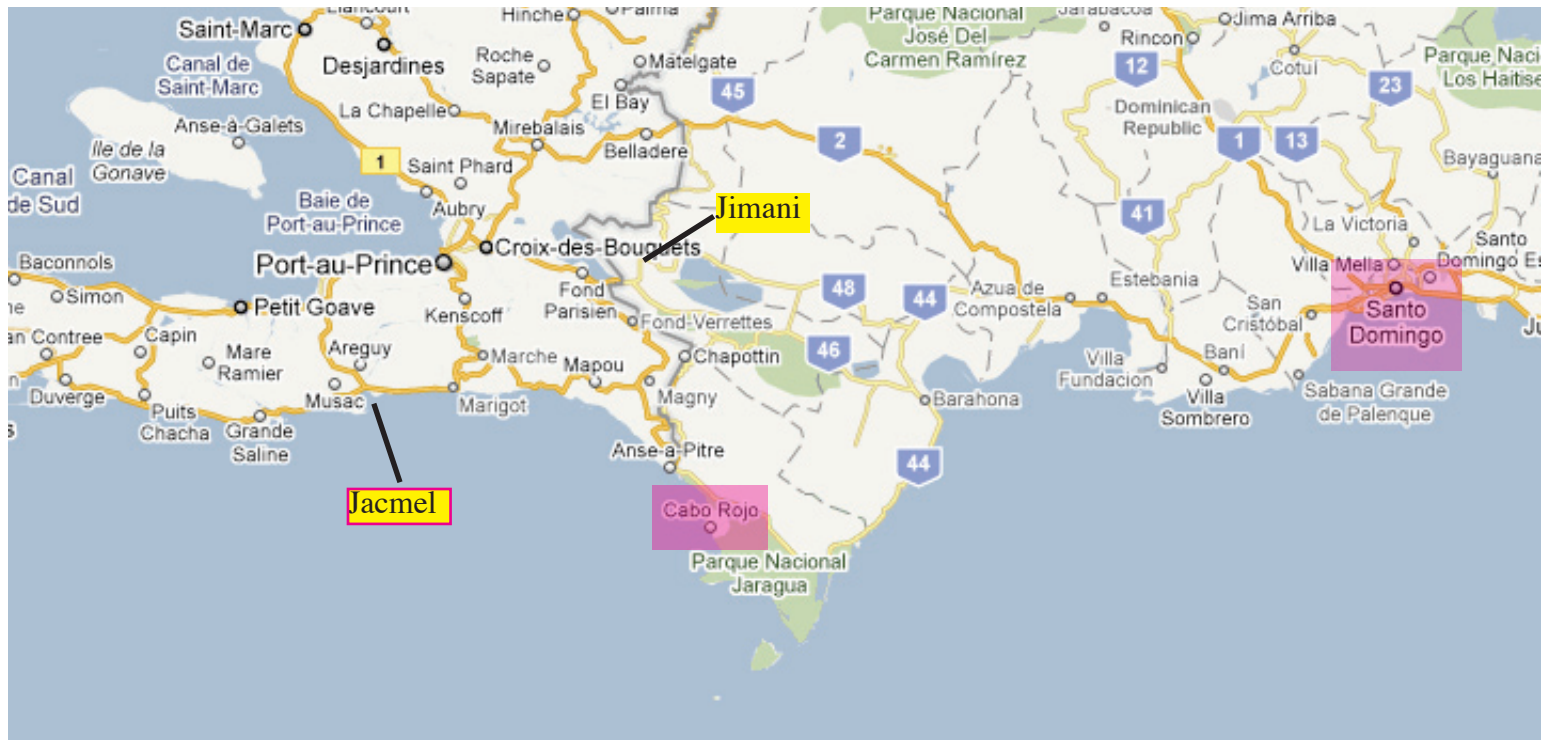 Liancourt
Hinche
Palma
Parque Nacional
José Del
Carmen Ramírez
Jarabacoa
Jima Arriba
Saint-Marc
Rincon
Canal de
Saint-Marc
Desjardines
Roche
Sapate
Matelgate
12
Cotuí
Parque Naci
Los Haitise
45
23
El Bay
La Chapelle
Anse-à-Galets
Mirebalais
Dominican
Republic
2
1
13
Ile de la
Gonave
1
Belladere
Saint Phard
Bayaguana
Canal
de Sud
Baie de
Port-au-Prince
Aubry
Jimani
41
La Victoria
Croix-des-Bouquets
Santo
Domingo Es
Baconnols
Port-au-Prince
Villa Mella
Simon
Fond
Parisien
48
44
Azua de
Compostela
Estebania
ne
Petit Goave
Kenscoff
Fond-Verrettes
San
Cristóbal
Santo
Domingo
Ju
an Contree
Capin
Mare
Ramier
Areguy
Marche
Mapou
Chapottin
46
Villa
Fundacion
Baní
n
Duverge
Musac
Marigot
Magny
Barahona
Villa
Sombrero
Sabana Grande
de Palenque
s
Puits
Chacha
Grande
Saline
Anse-a-Pitre
44
Jacmel
Cabo Rojo
Parque Nacional
Jaragua